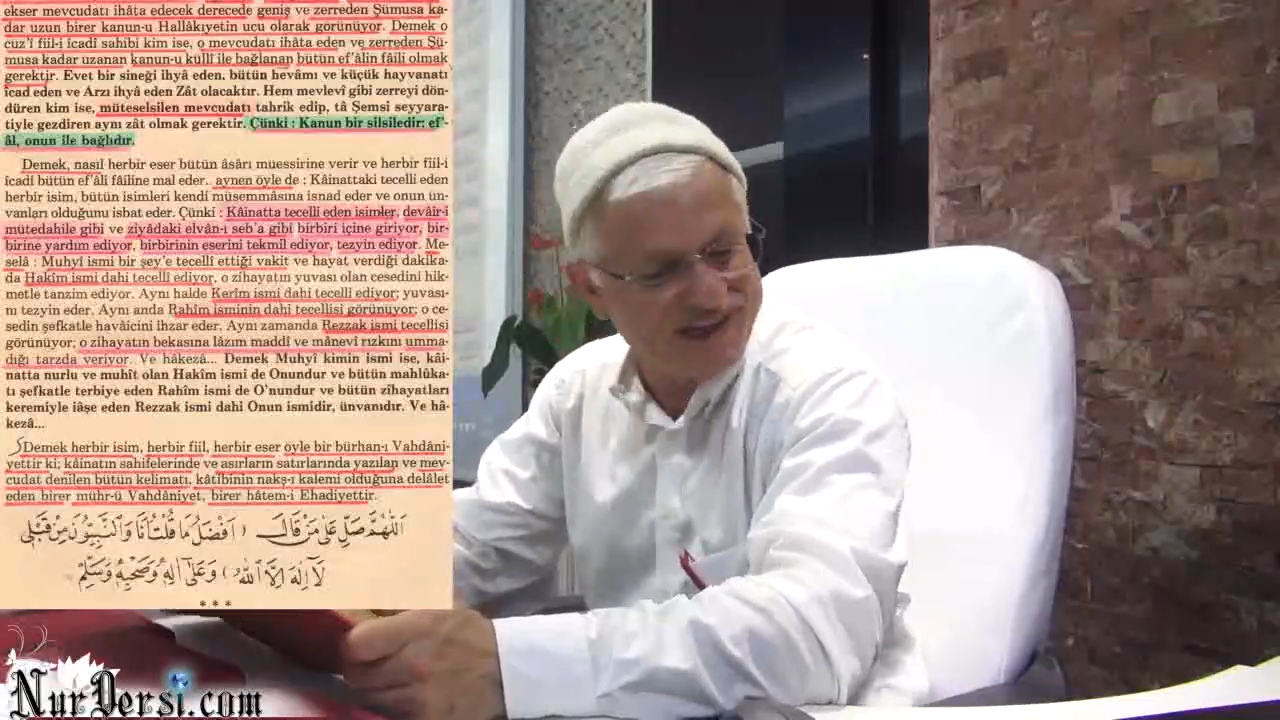 ekser mevcudatı ihâta edecek derecede geniş ve zerreden Şümusa ka-
dar uzun birer kanun-u Hallâkıyetin ucu olarak görünüyor. Demek o
cuz'î fiil-i îcadî sahibi kim ise, o mevcudatı ihâta eden ve zerreden Şü-
musa kadar uzanan kanun-u küllî ile bağlanan bütün ef'âlin fâili olmak
gerektir. Evet bir sineği ihyâ eden, bütün hevâmı ve küçük hayvanatı
îcad eden ve Arzı ihyâ eden Zât olacaktır. Hem mevlevî gibi zerreyi dön-
düren kim ise, müteselsilen mevcudatı tahrik edip, tâ Şemsi seyyara-
tiyle gezdiren aynı zât olmak gerektir. Çünki : Kanun bir silsiledir; ef'-
âl, onun ile bağlıdır.
Demek, nasıl herbir eser bütün âsârı müessirine verir ve herbir fiil-i
îcadî bütün ef'âli fâiline mal eder.. aynen öyle de : Kâinattaki tecelli eden
herbir isim, bütün isimleri kendi müsemmâsına isnad eder ve onun ün-
vanları olduğunu isbat eder. Çünki : Kâinatta tecelli eden isimler, devâir-i
mütedahile gibi ve ziyâdaki elvân-ı seb'a gibi birbiri içine giriyor, bir-
birine yardım ediyor, birbirinin eserini tekmil ediyor, tezyin ediyor. Me-
selâ : Muhyî ismi bir şey'e tecelli ettiği vakit ve hayat verdiği dakika-
da Hakîm ismi dahi tecelli ediyor, o zîhayatın yuvası olan cesedini hik-
metle tanzim ediyor. Aynı halde Kerîm ismi dahi tecelli ediyor; yuvası-
nı tezyin eder. Aynı anda Rahîm isminin dahi tecellisi görünüyor; o ce-
sedin şefkatle havâicini ihzar eder. Aynı zamanda Rezzak ismi tecellisi
görünüyor; o zîhayatın bekasına lâzım maddî ve mânevî rızkını umma-
dığı tarzda veriyor. Ve hâkezâ... Demek Muhyî kimin ismi ise, kâi-
natta nurlu ve muhît olan Hakîm ismi de Onundur ve bütün mahlûka-
tı şefkatle terbiye eden Rahîm ismi de O'nundur ve bütün zîhayatları
keremiyle iâşe eden Rezzak ismi dahi Onun ismidir, ünvanıdır. Ve hâ-
kezâ...
Demek herbir isim, herbir fiil, herbir eser öyle bir bürhan-ı Vahdâni-
yettir ki; kâinatın sahifelerinde ve asırların satırlarında yazılan ve mev-
cudat denilen bütün kelimatı, kâtibinin nakş-ı kalemi olduğuna delâlet
eden birer mühr-ü Vahdâniyet, birer hâtem-i Ehadiyettir.
اَللّٰهُمَّ صَلِّ عَلٰى مَنْ قَالَ ﴿ اَفْضَلُ مَا قُلْتُ اَنَا وَالنَّبِيُّونَ مِنْ قَبْلِى
لَا اِلٰهَ اِلَّا اللّٰهُ ﴾ وَعَلٰى اٰلِهِ وَصَحْبِهِ وَسَلِّمْ
* * *
NurDersi.com